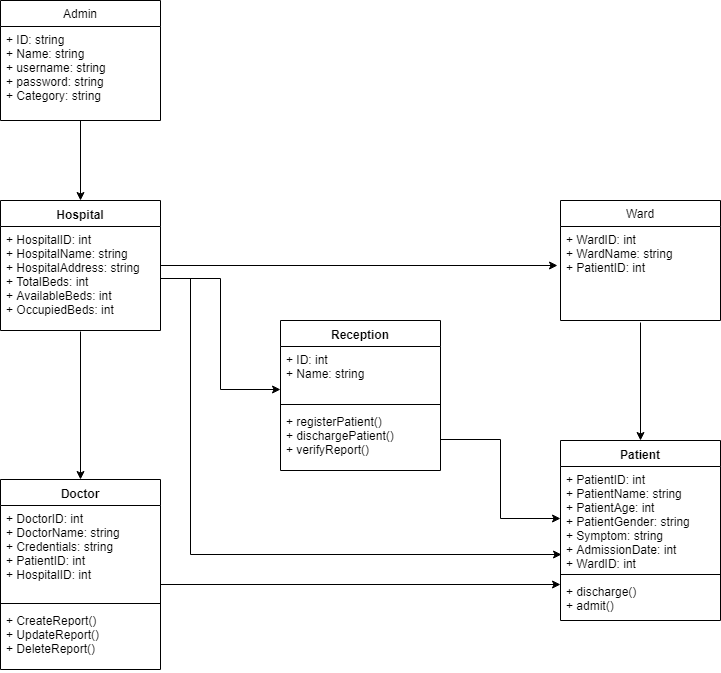 Admin
+ ID: string
+ Name: string
+ username: string
+ password: string
+ Category: string
Hospital
+ HospitalID: int
+ HospitalName: string
+ HospitalAddress: string
+ TotalBeds: int
+ AvailableBeds: int
+ OccupiedBeds: int
Ward
+ WardID: int
+ WardName: string
+ PatientID: int
Reception
+ ID: int
+ Name: string
+ registerPatient()
+ dischargePatient()
+ verifyReport()
Doctor
+ DoctorID: int
+ DoctorName: string
+ Credentials: string
+ PatientID: int
+ HospitalID: int
+ CreateReport()
+ UpdateReport()
+ DeleteReport()
Patient
+ PatientID: int
+ PatientName: string
+ PatientAge: int
+ PatientGender: string
+ Symptom: string
+ AdmissionDate: int
+ WardID: int
+ discharge()
+ admit()